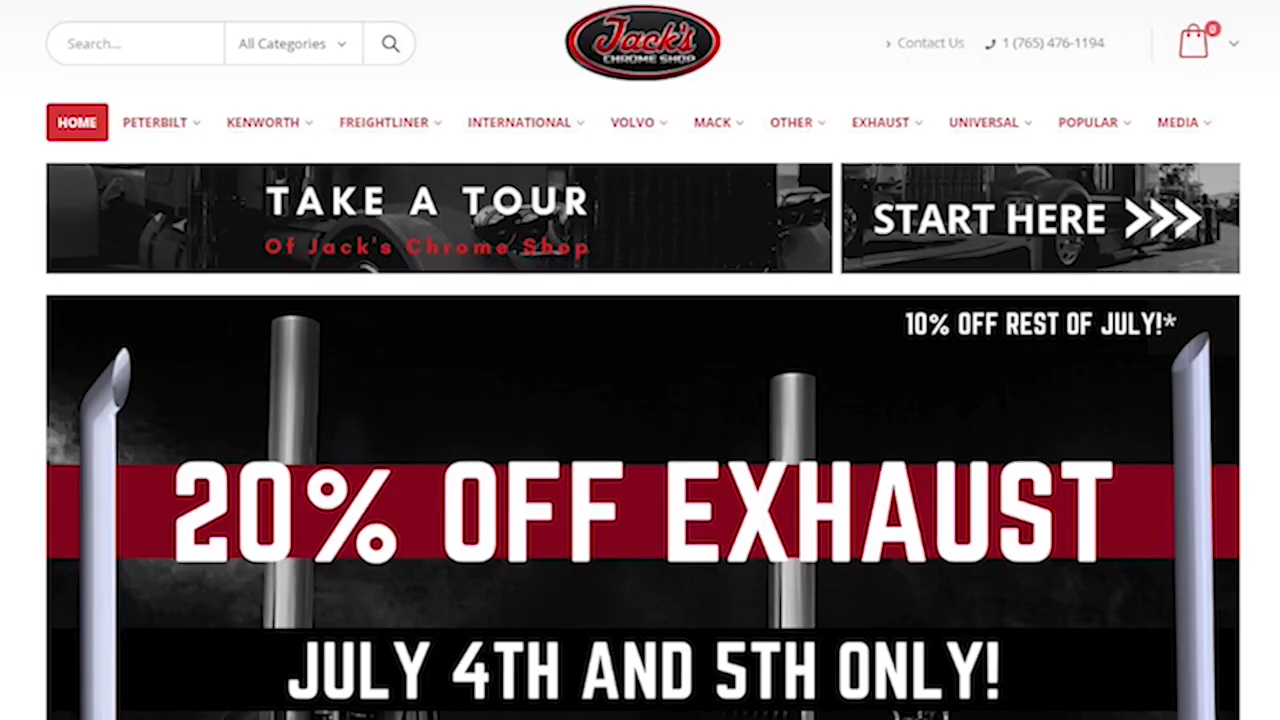 Search...
All Categories
Jack's
CHROME SHOP
Contact Us
1 (765) 476-1194
0
HOME
PETERBILT
KENWORTH
FREIGHTLINER
INTERNATIONAL
VOLVO
MACK
OTHER
EXHAUST
UNIVERSAL
POPULAR
MEDIA
TAKE A TOUR
Of Jack's Chrome Shop
START HERE
10% OFF REST OF JULY!*
20% OFF EXHAUST
JULY 4TH AND 5TH ONLY!